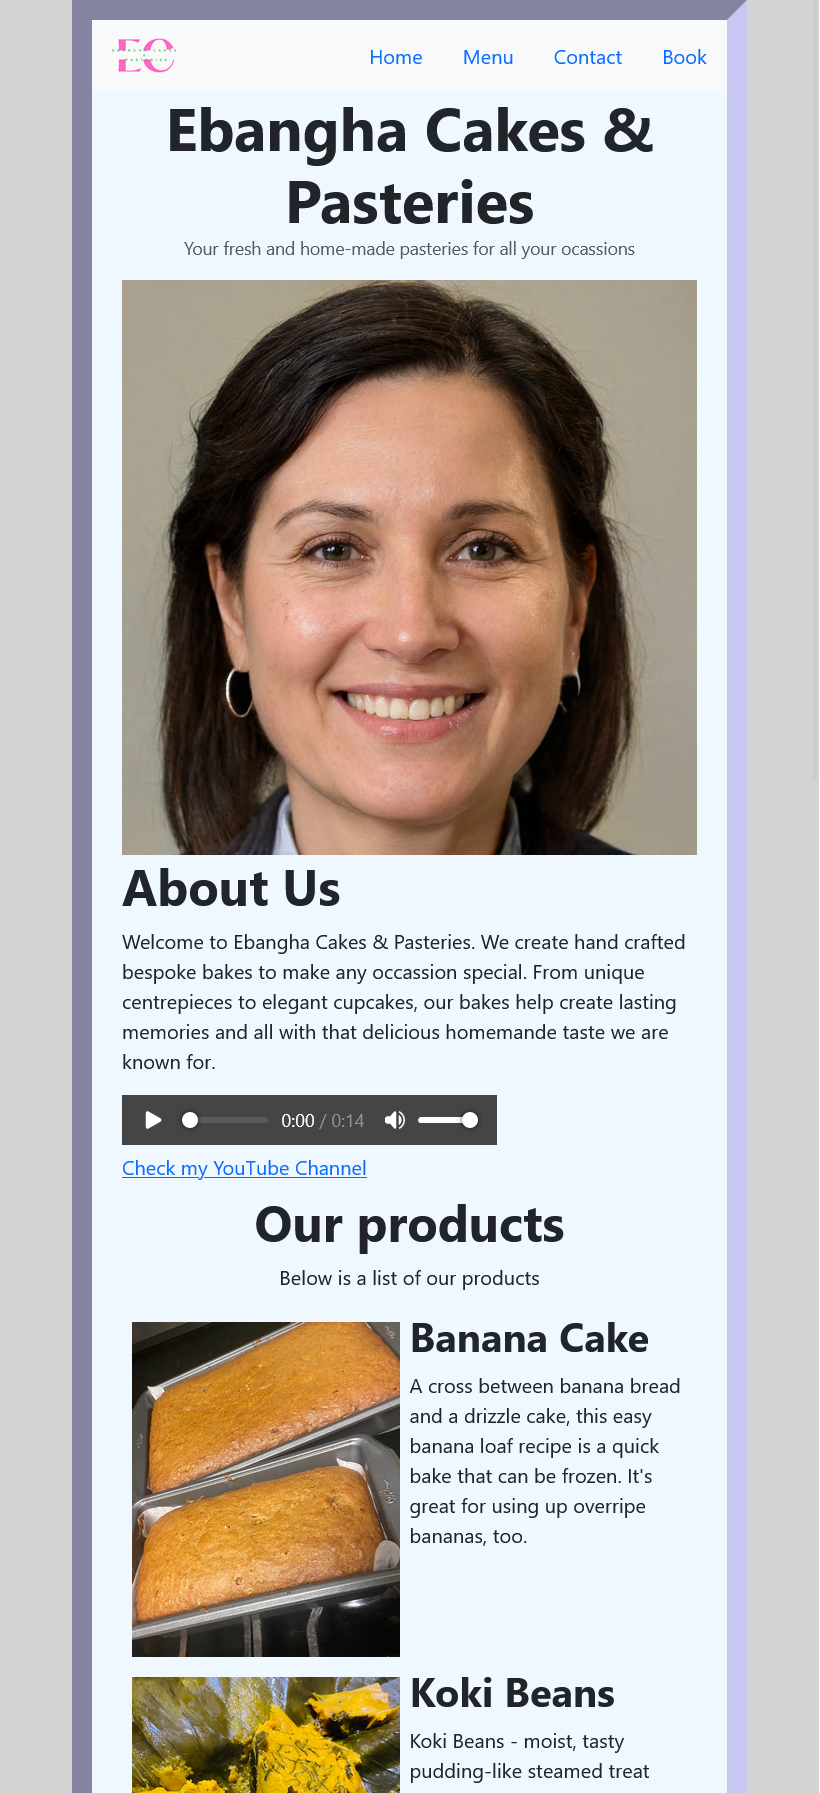 EC
EBANGHA CAKES
Home Menu Contact Book
Ebangha Cakes &
Pasteries
Your fresh and home-made pasteries for all your ocassions
About Us
Welcome to Ebangha Cakes & Pasteries. We create hand crafted
bespoke bakes to make any occassion special. From unique
centrepieces to elegant cupcakes, our bakes help create lasting
memories and all with that delicious homemande taste we are
known for.
0:00 / 0:14
Check my YouTube Channel
Our products
Below is a list of our products
Banana Cake
A cross between banana bread
and a drizzle cake, this easy
banana loaf recipe is a quick
bake that can be frozen. It's
great for using up overripe
bananas, too.
Koki Beans
Koki Beans - moist, tasty
pudding-like steamed treat